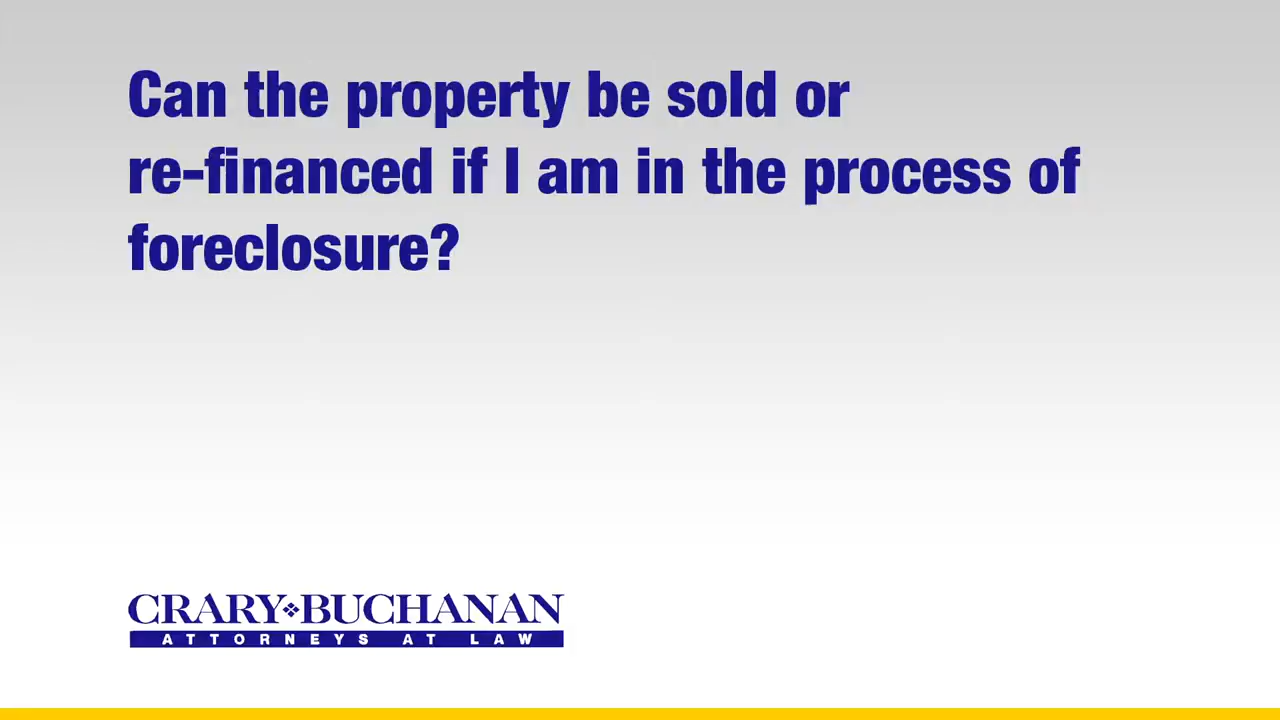 Can the property be sold or
re-financed if I am in the process of
foreclosure?
CRARY BUCHANAN
ATTORNEYS AT LAW